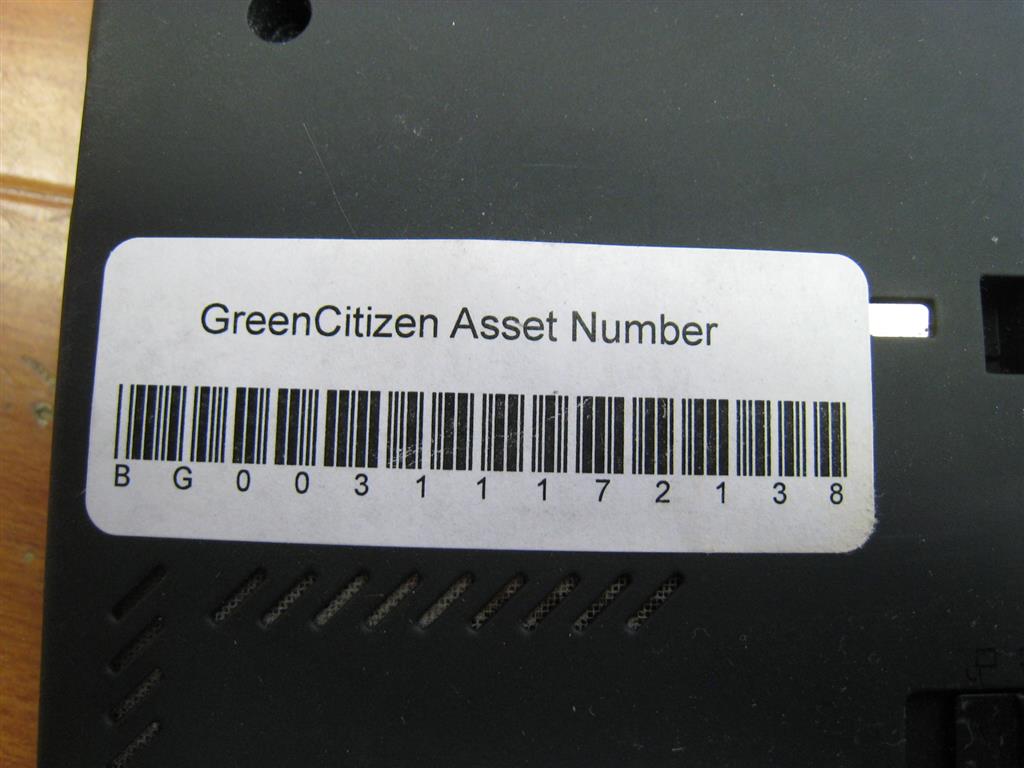 GreenCitizen Asset Number
B G 0 0 3 1 1 1 7 2 1 3 8